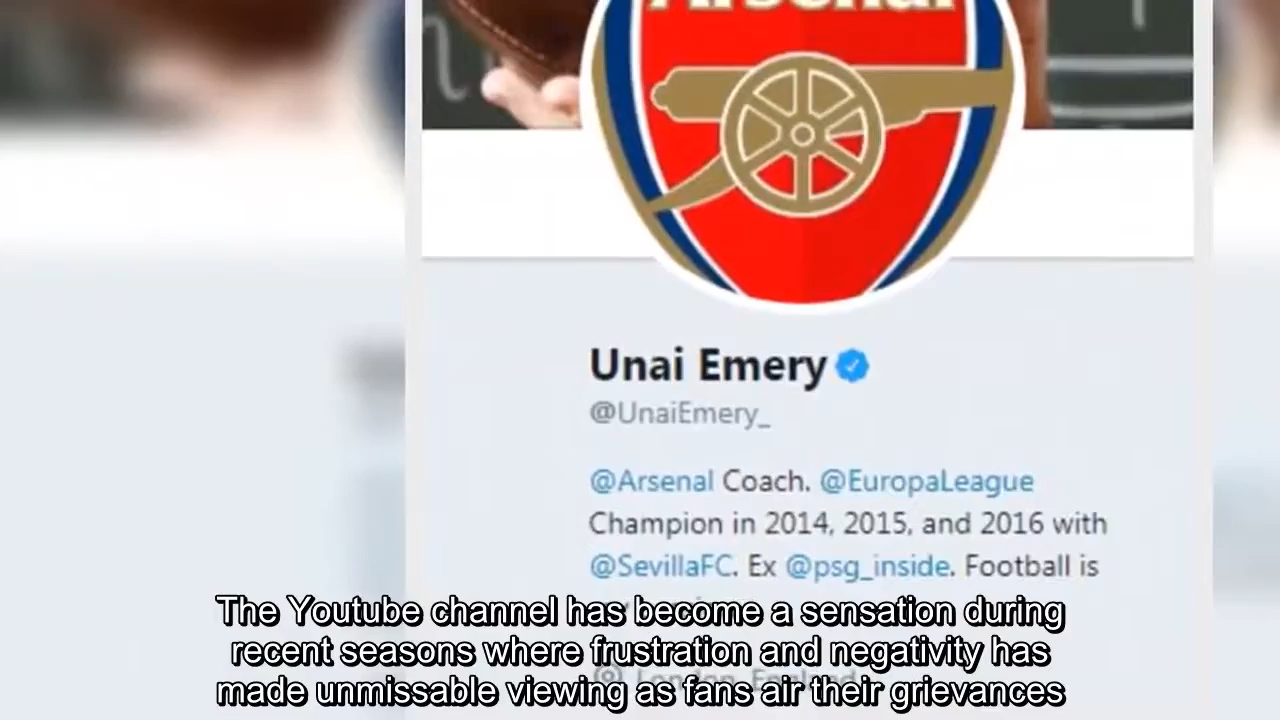 Arsenal
Unai Emery
@UnaiEmery_
@Arsenal Coach. @EuropaLeague
Champion in 2014, 2015, and 2016 with
@SevillaFC. Ex @psg_inside. Football is
London, England
The Youtube channel has become a sensation during
recent seasons where frustration and negativity has
made unmissable viewing as fans air their grievances